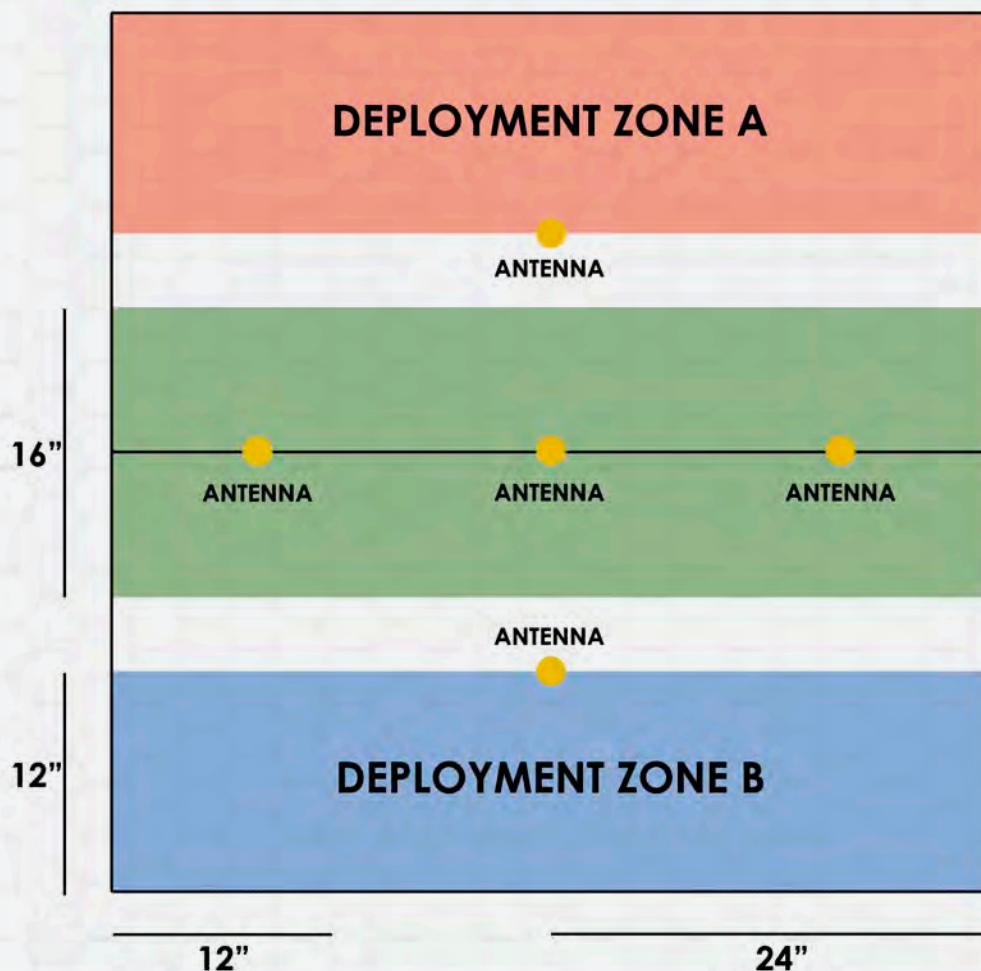 DEPLOYMENT ZONE A
ANTENNA
16”
ANTENNA ANTENNA ANTENNA
ANTENNA
12”
DEPLOYMENT ZONE B
12” 24”